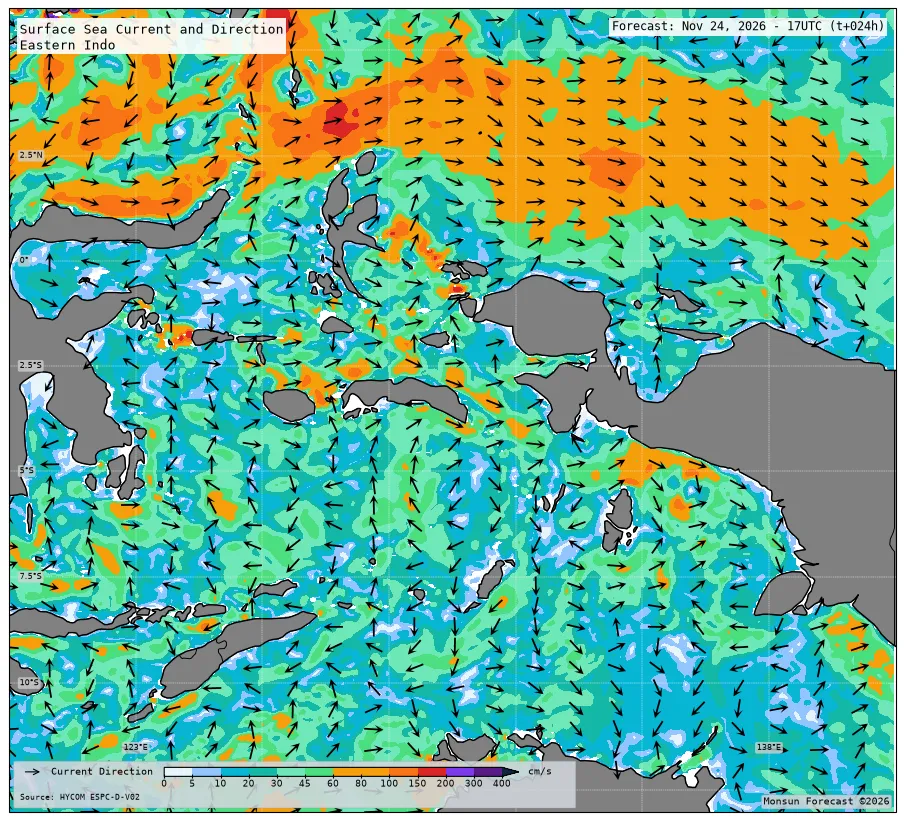 Surface Sea Current and Direction
Eastern Indo
Forecast: Nov 24, 2026 - 17UTC (t+024h)
2.5°N
0°
2.5°S
5°S
7.5°S
10°S
123°E
138°E
Current Direction
0 5 10 20 30 45 60 80 100 150 200 300 400
cm/s
Source: HYCOM ESPC-D-V02
Monsun Forecast ©2026